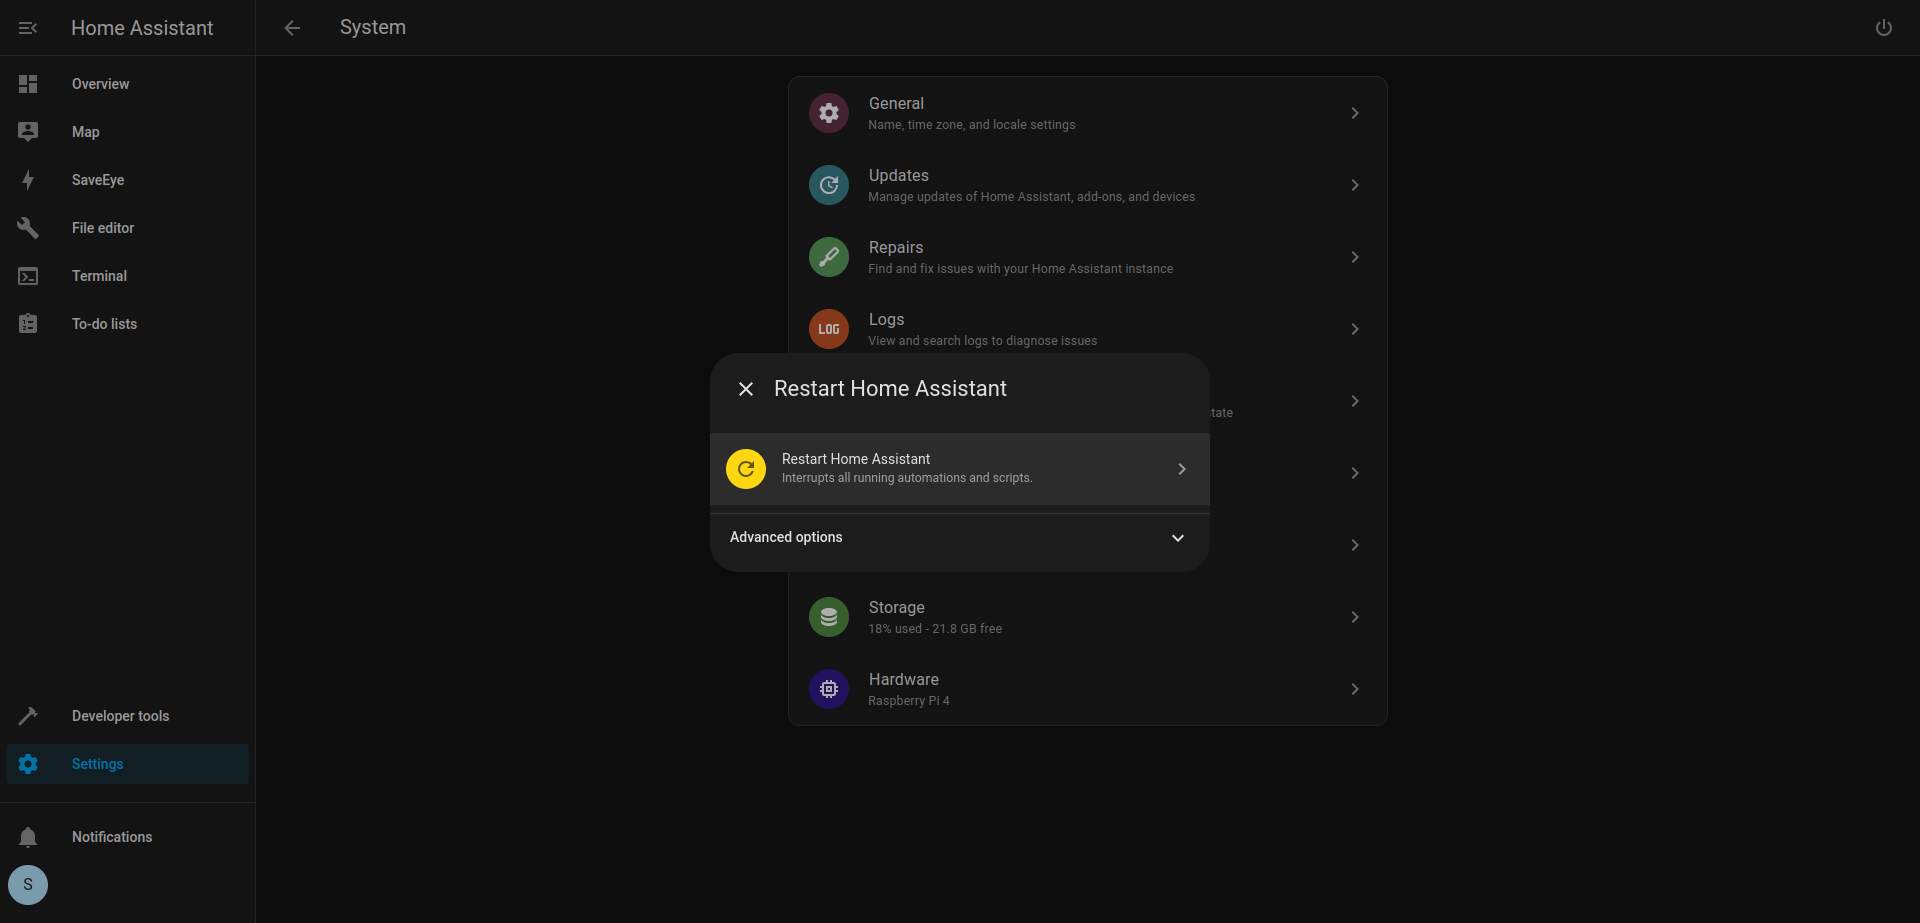 Home Assistant
System
Overview
Map
SaveEye
File editor
Terminal
To-do lists
Developer tools
Settings
Notifications
S
General
Name, time zone, and locale settings
Updates
Manage updates of Home Assistant, add-ons, and devices
Repairs
Find and fix issues with your Home Assistant instance
LOG
Logs
View and search logs to diagnose issues
Restart Home Assistant
Restart Home Assistant
Interrupts all running automations and scripts.
Advanced options
Storage
18% used - 21.8 GB free
Hardware
Raspberry Pi 4